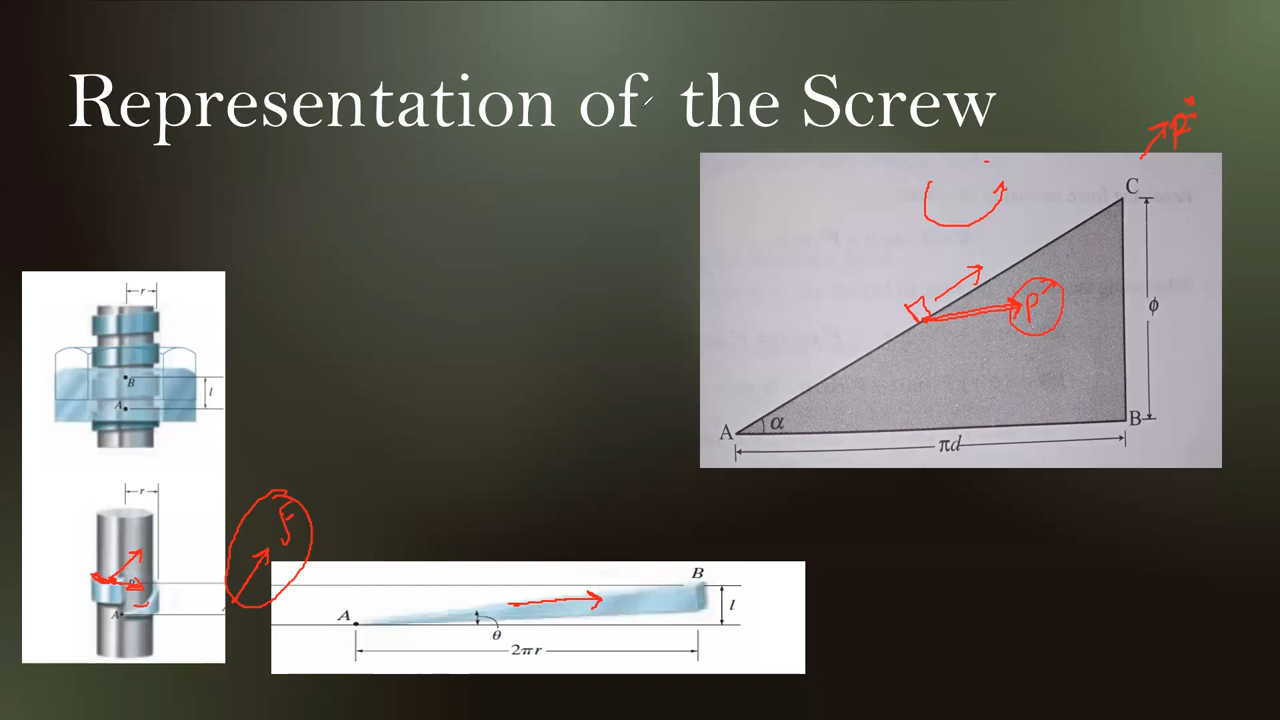 Representation of the Screw
P
C
P
ϕ
A
α
B
πd
r
B
A
l
r
F
B
A
B
A
θ
l
2πr